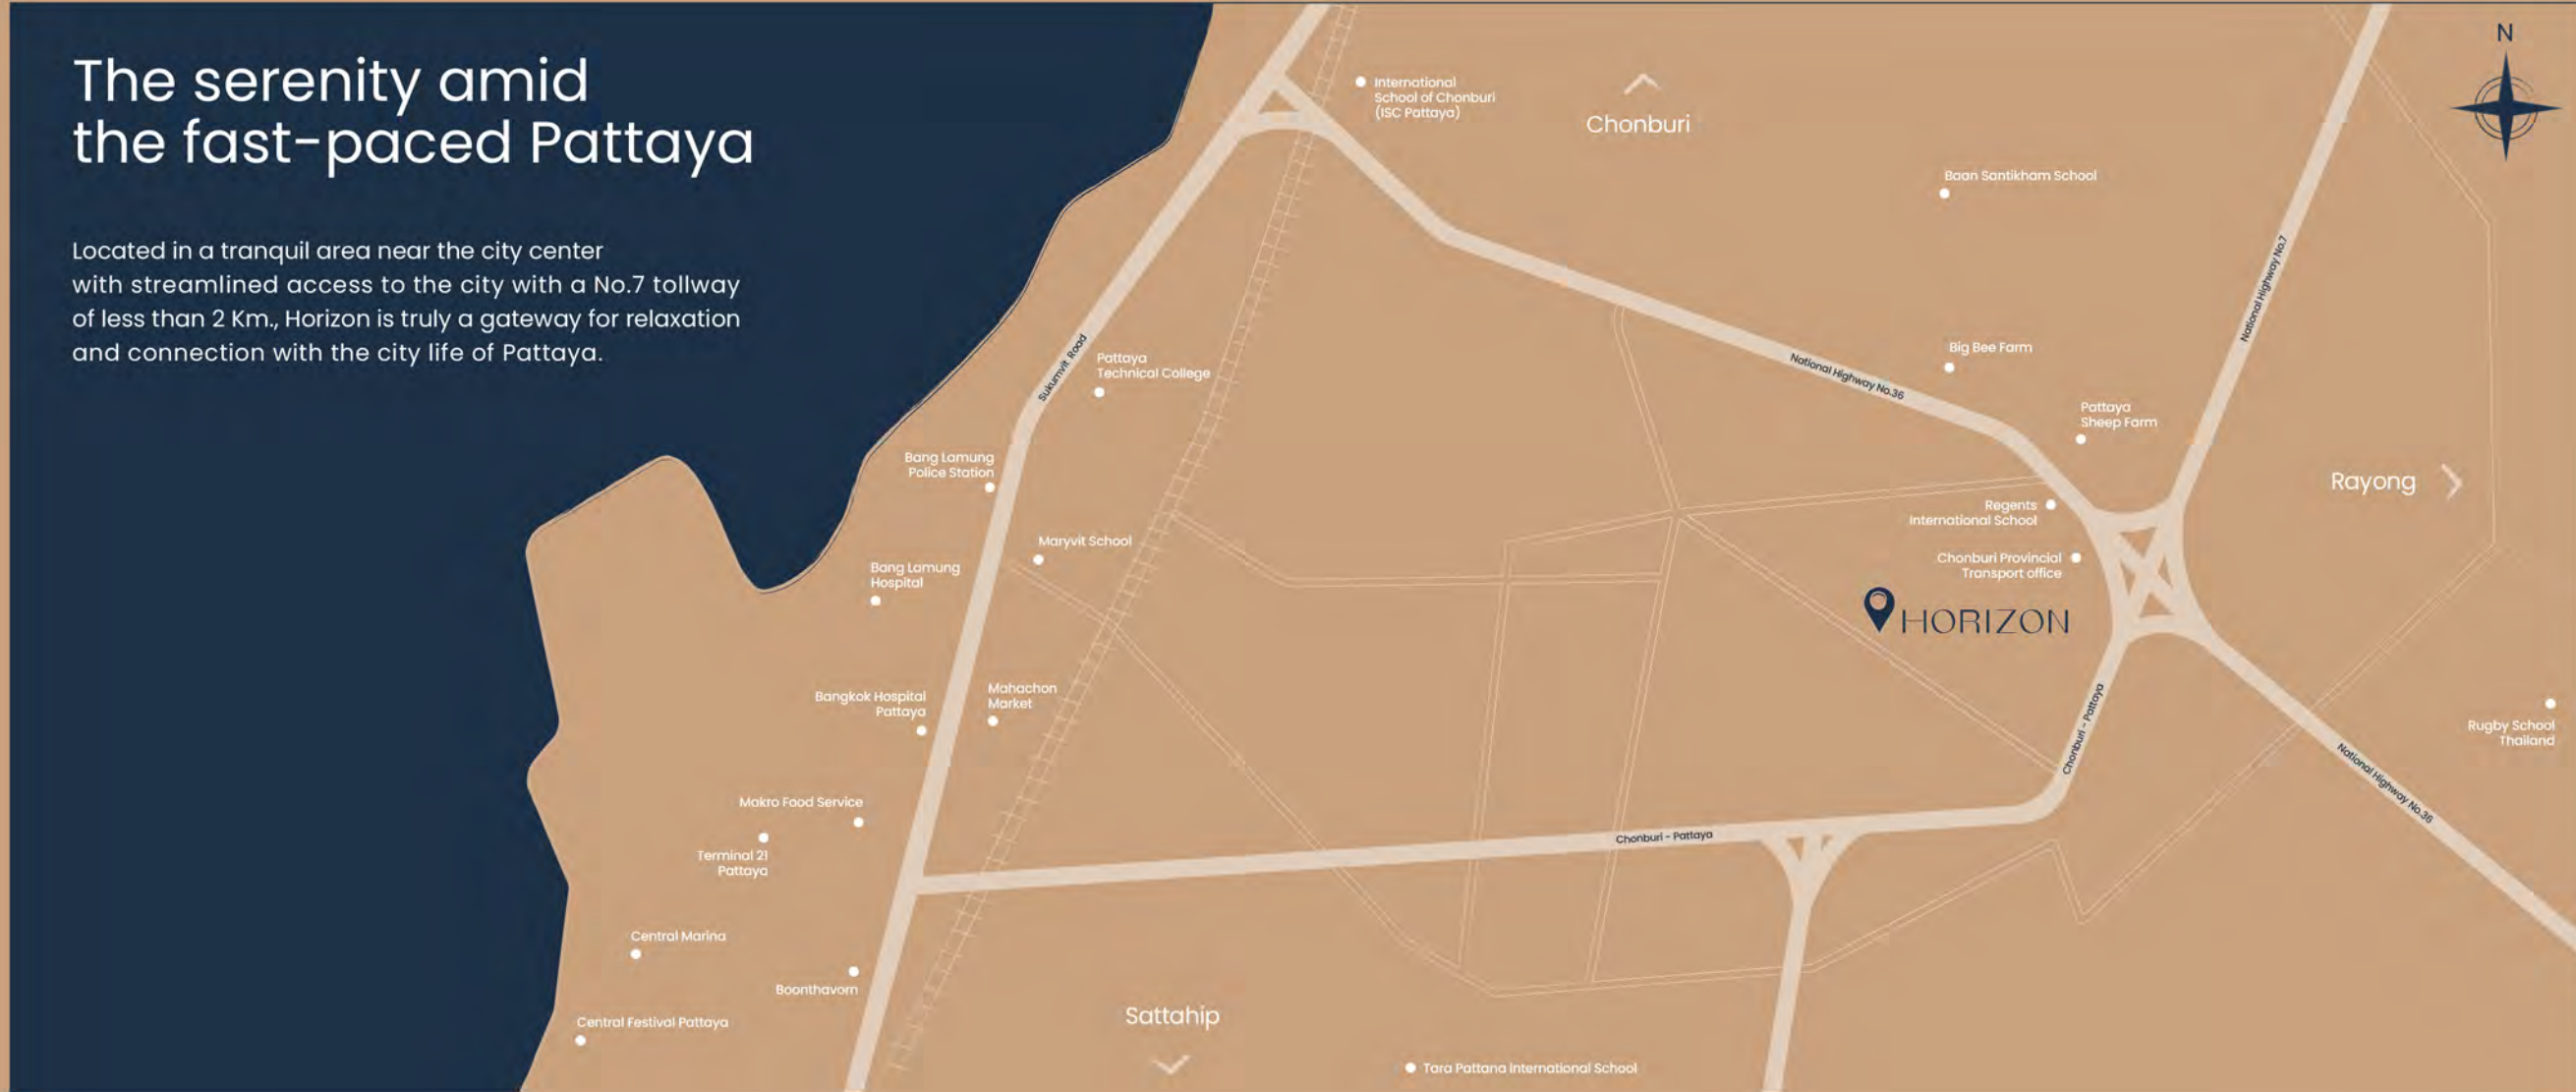 The serenity amid
the fast-paced Pattaya
Located in a tranquil area near the city center
with streamlined access to the city with a No.7 tollway
of less than 2 Km., Horizon is truly a gateway for relaxation
and connection with the city life of Pattaya.
N
International
School of Chonburi
(ISC Pattaya)
Chonburi
Baan Santikham School
National Highway No.7
Sukumvit Road
Pattaya
Technical College
Big Bee Farm
National Highway No.36
Pattaya
Sheep Farm
Bang Lamung
Police Station
Rayong
Regents
International School
Maryvit School
Chonburi Provincial
Transport office
Bang Lamung
Hospital
HORIZON
Bangkok Hospital
Pattaya
Mahachon
Market
Chonburi - Pattaya
Rugby School
Thailand
National Highway No.36
Makro Food Service
Terminal 21
Pattaya
Chonburi - Pattaya
Central Marina
Boonthavorn
Central Festival Pattaya
Sattahip
Tara Pattana International School